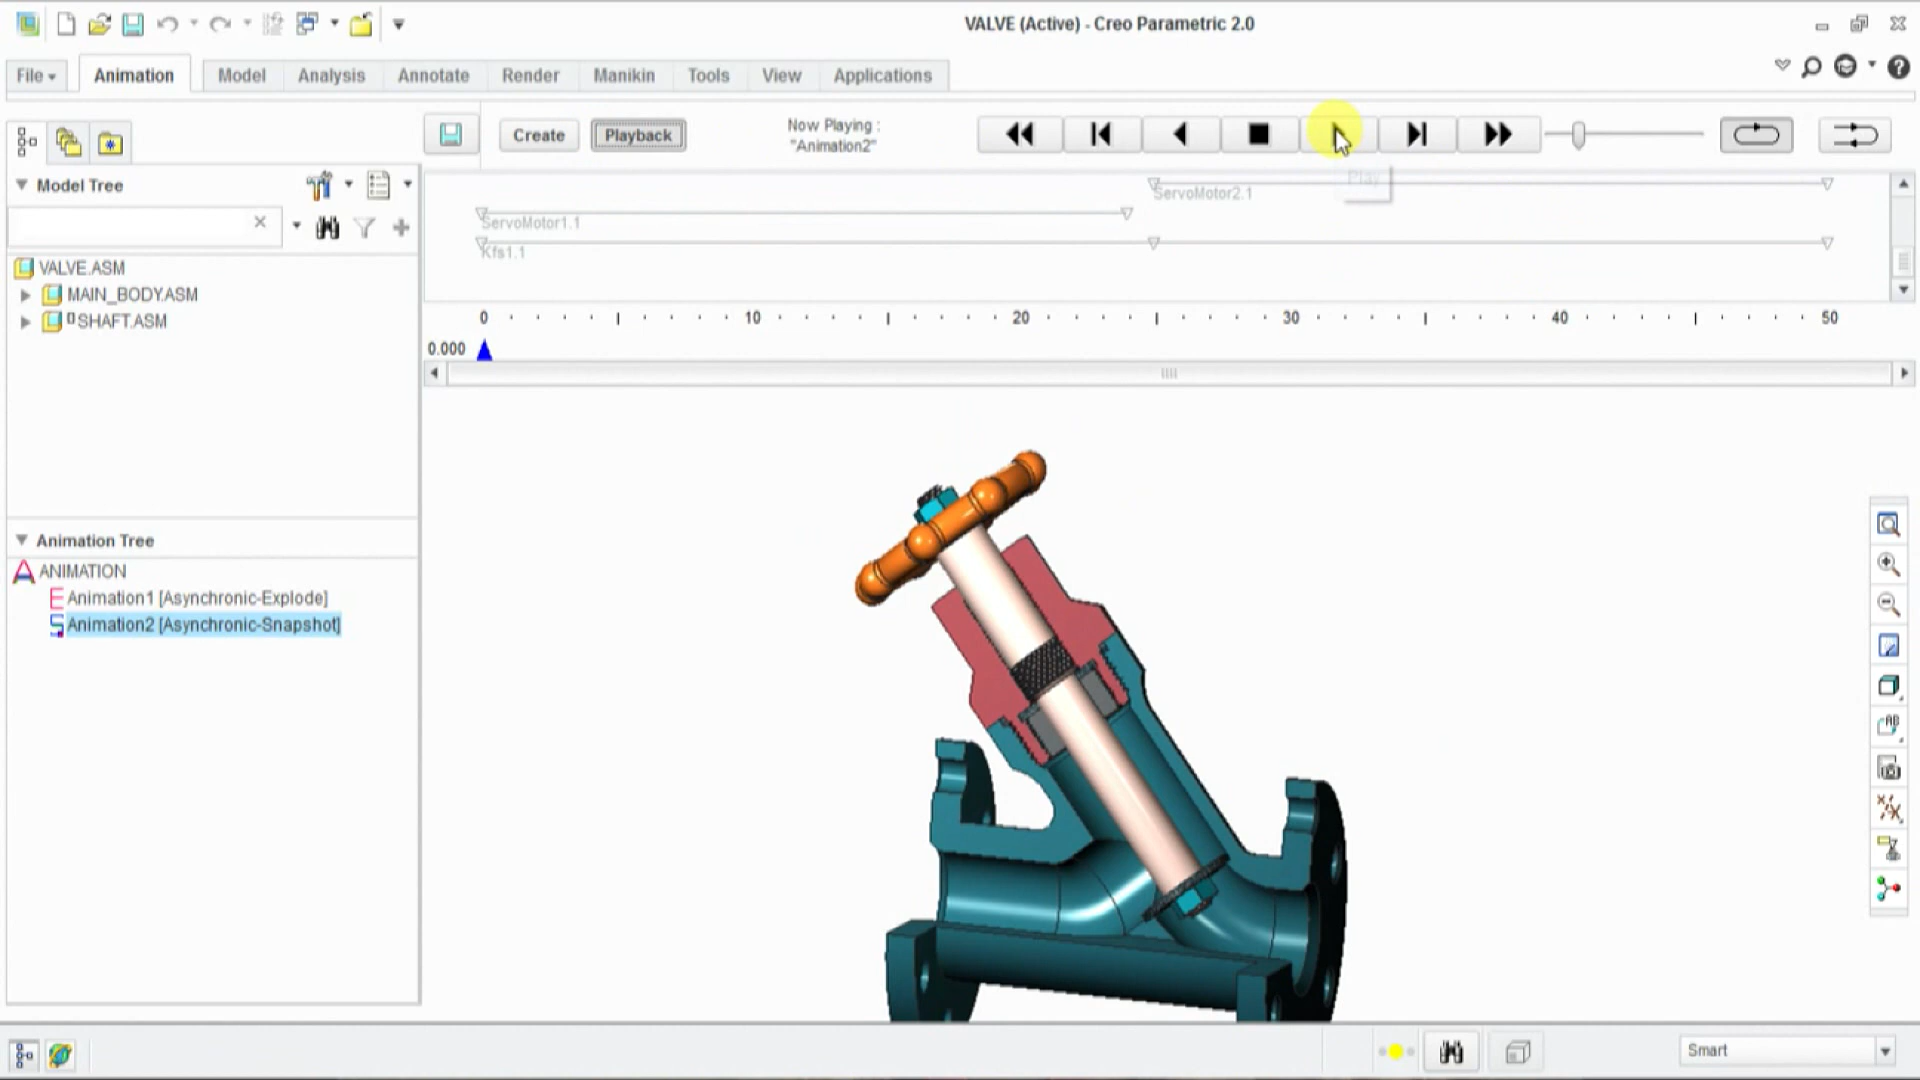 VALVE (Active) - Creo Parametric 2.0
File Animation Model Analysis Annotate Render Manikin Tools View Applications
Create Playback Now Playing :
"Animation2"
Play
Model Tree
ServoMotor2.1
ServoMotor1.1
Kfs1.1
VALVE.ASM
MAIN_BODY.ASM
SHAFT.ASM
0 10 20 30 40 50
0.000
Animation Tree
ANIMATION
Animation1 [Asynchronic-Explode]
Animation2 [Asynchronic-Snapshot]
Smart